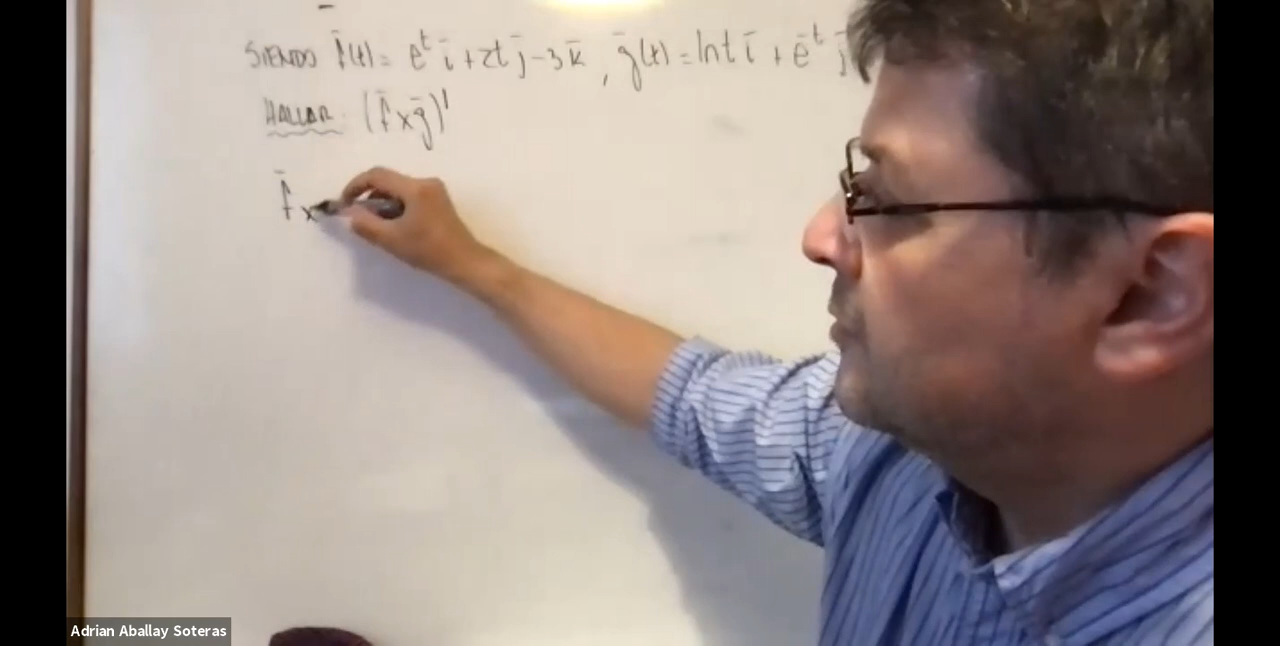 SIENDO f̄(t) = e^t ī + 2t j̄ - 3k̄ , ḡ(t) = ln t ī + e^-t j̄
HALLAR: (f̄ x ḡ)'
f̄ x
Adrian Aballay Soteras